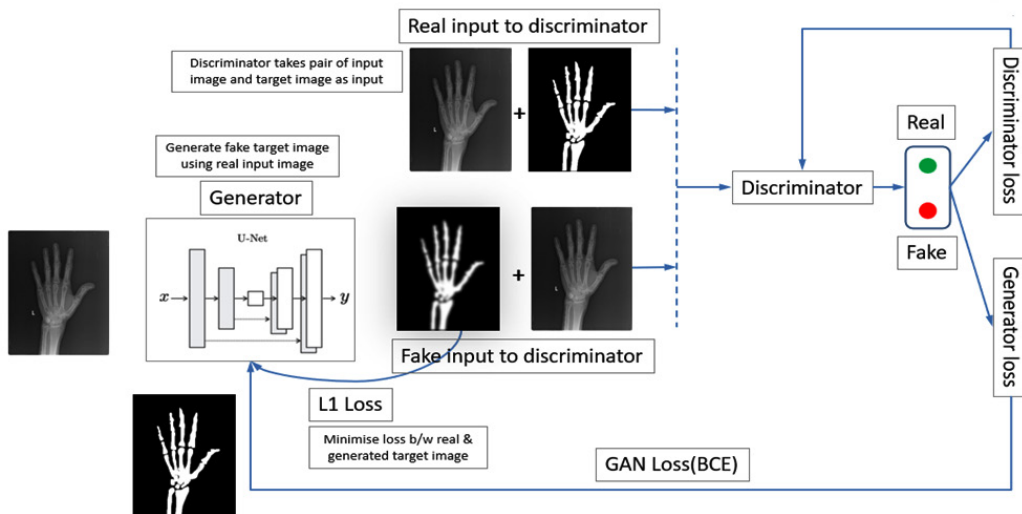 Real input to discriminator
Discriminator takes pair of input
image and target image as input
+
Generate fake target image
using real input image
Generator
U-Net
x
y
L
L
+
L
Fake input to discriminator
L1 Loss
Minimise loss b/w real &
generated target image
GAN Loss(BCE)
Discriminator
Real
Fake
Discriminator loss
Generator loss